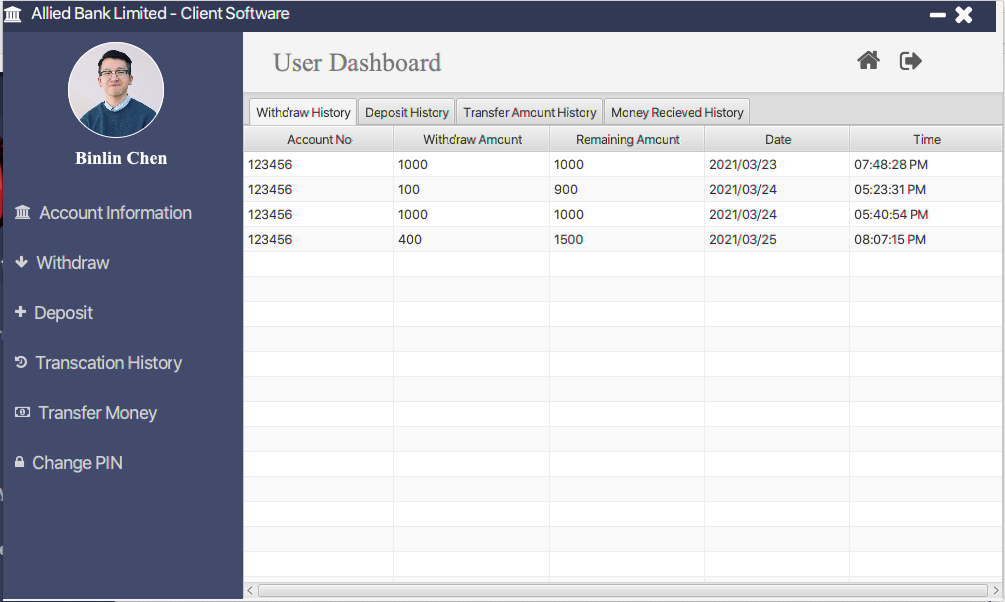 Allied Bank Limited - Client Software
User Dashboard
Binlin Chen
Account Information
Withdraw
Deposit
Transcation History
Transfer Money
Change PIN
Withdraw History Deposit History Transfer Amount History Money Recieved History
Account No Withdraw Amount Remaining Amount Date Time
123456 1000 1000 2021/03/23 07:48:28 PM
123456 100 900 2021/03/24 05:23:31 PM
123456 1000 1000 2021/03/24 05:40:54 PM
123456 400 1500 2021/03/25 08:07:15 PM